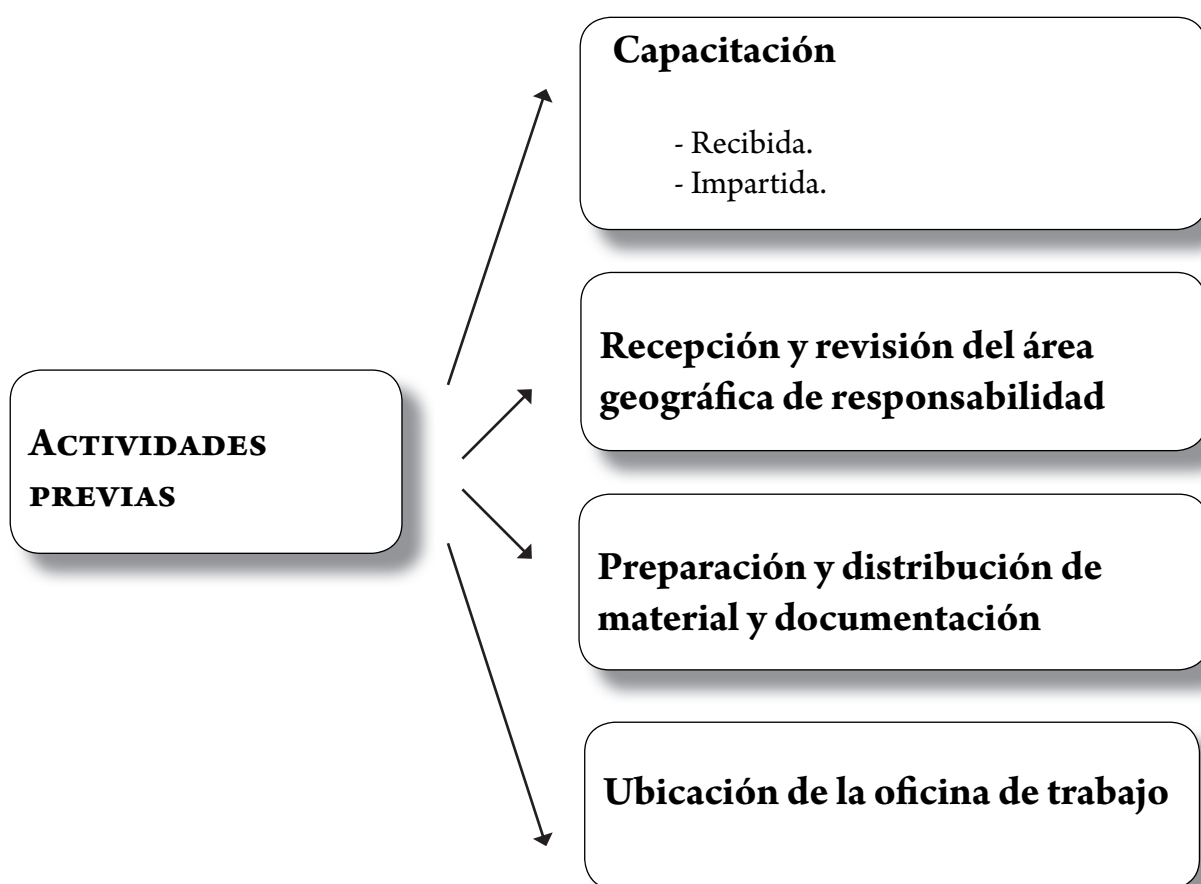 Capacitación
- Recibida.
- Impartida.
Recepción y revisión del área
geográfica de responsabilidad
Actividades
previas
Preparación y distribución de
material y documentación
Ubicación de la oficina de trabajo